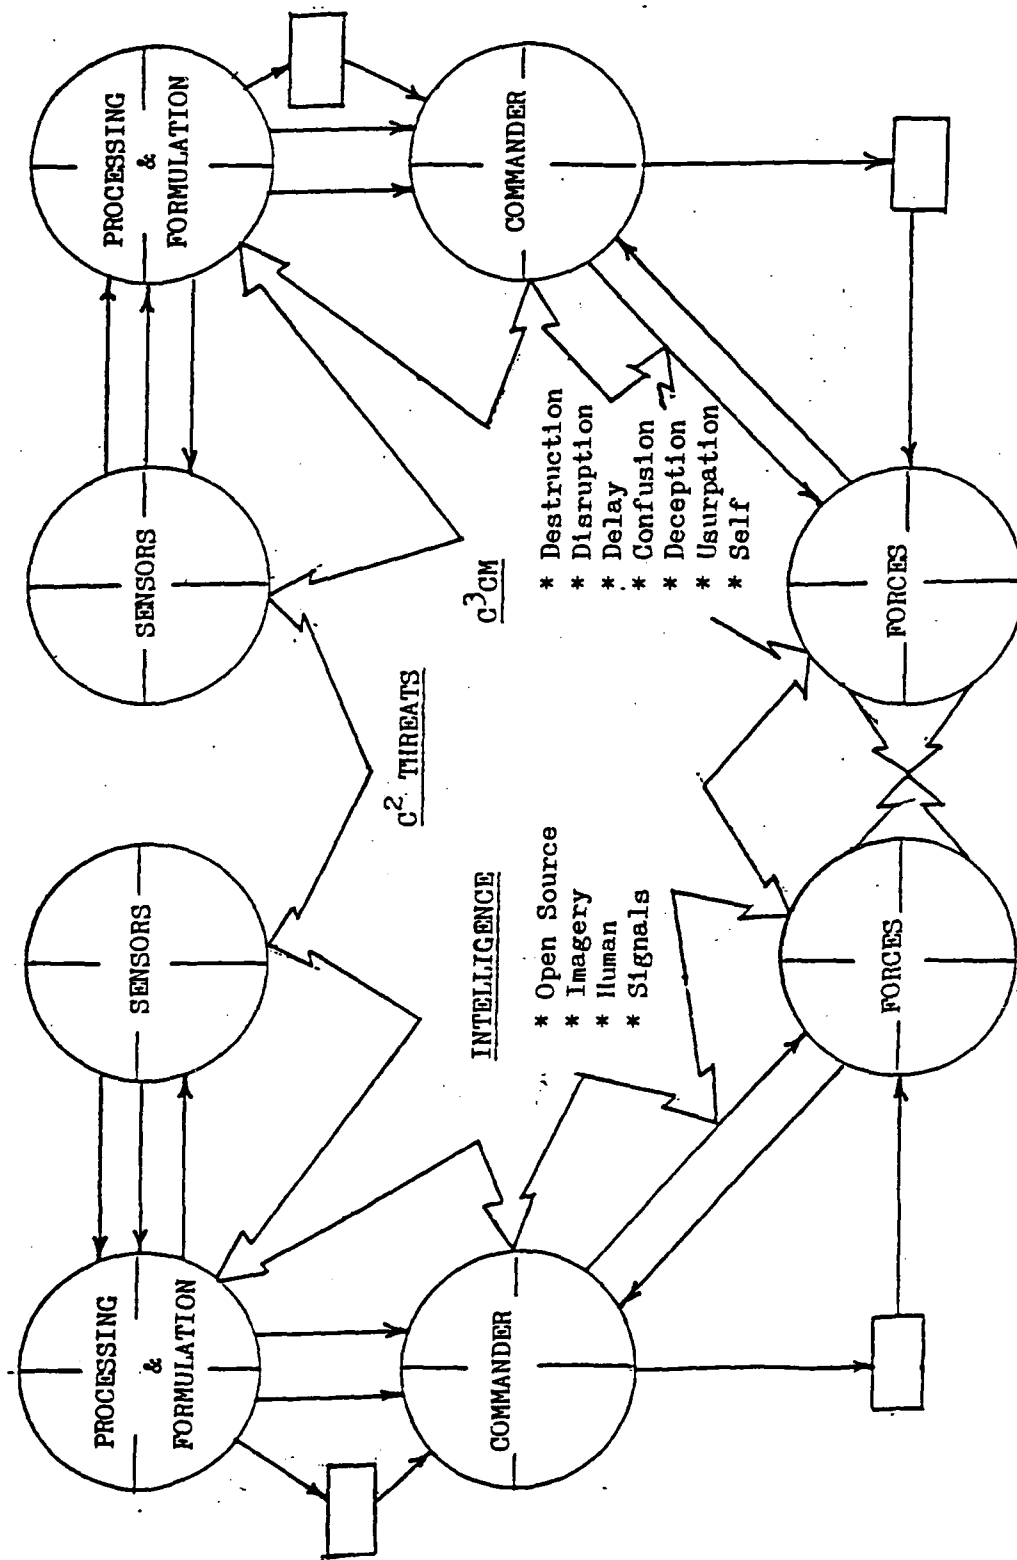 PROCESSING
&
FORMULATION
SENSORS
SENSORS
PROCESSING
&
FORMULATION
C² THREATS
COMMANDER
INTELLIGENCE
* Open Source
* Imagery
* Human
* Signals
C³CM
* Destruction
* Disruption
* Delay
* Confusion
* Deception
* Usurpation
* Self
COMMANDER
FORCES
FORCES